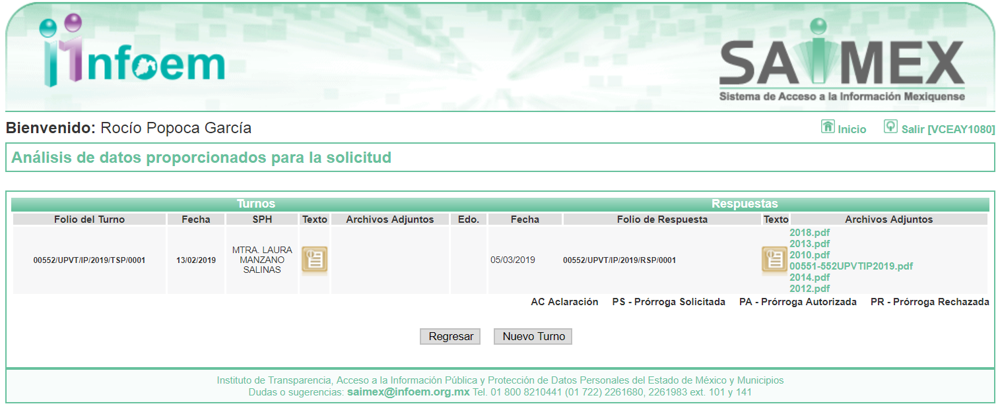 infoem
SAIMEX
Sistema de Acceso a la Información Mexiquense
Bienvenido: Rocío Popoca García
Inicio
Salir [VCEAY1080]
Análisis de datos proporcionados para la solicitud
Turnos
Respuestas
Folio del Turno
Fecha
SPH
Texto
Archivos Adjuntos
Edo.
Fecha
Folio de Respuesta
Texto
Archivos Adjuntos
00552/UPVT/IP/2019/TSP/0001
13/02/2019
MTRA. LAURA
MANZANO
SALINAS
05/03/2019
00552/UPVT/IP/2019/RSP/0001
2018.pdf
2013.pdf
2010.pdf
00551-552UPVTIP2019.pdf
2014.pdf
2012.pdf
AC Aclaración PS - Prórroga Solicitada PA - Prórroga Autorizada PR - Prórroga Rechazada
Regresar
Nuevo Turno
Instituto de Transparencia, Acceso a la Información Pública y Protección de Datos Personales del Estado de México y Municipios
Dudas o sugerencias: saimex@infoem.org.mx Tel. 01 800 8210441 (01 722) 2261680, 2261983 ext. 101 y 141